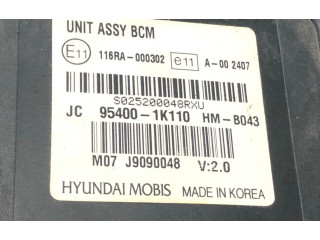 UNIT ASSY BCM
E11 116RA-000302 e11 A-00 2407
S025200048RXU
JC 95400-1K110 HM-B043
M07 J9090048 V:2.0
HYUNDAI MOBIS MADE IN KOREA